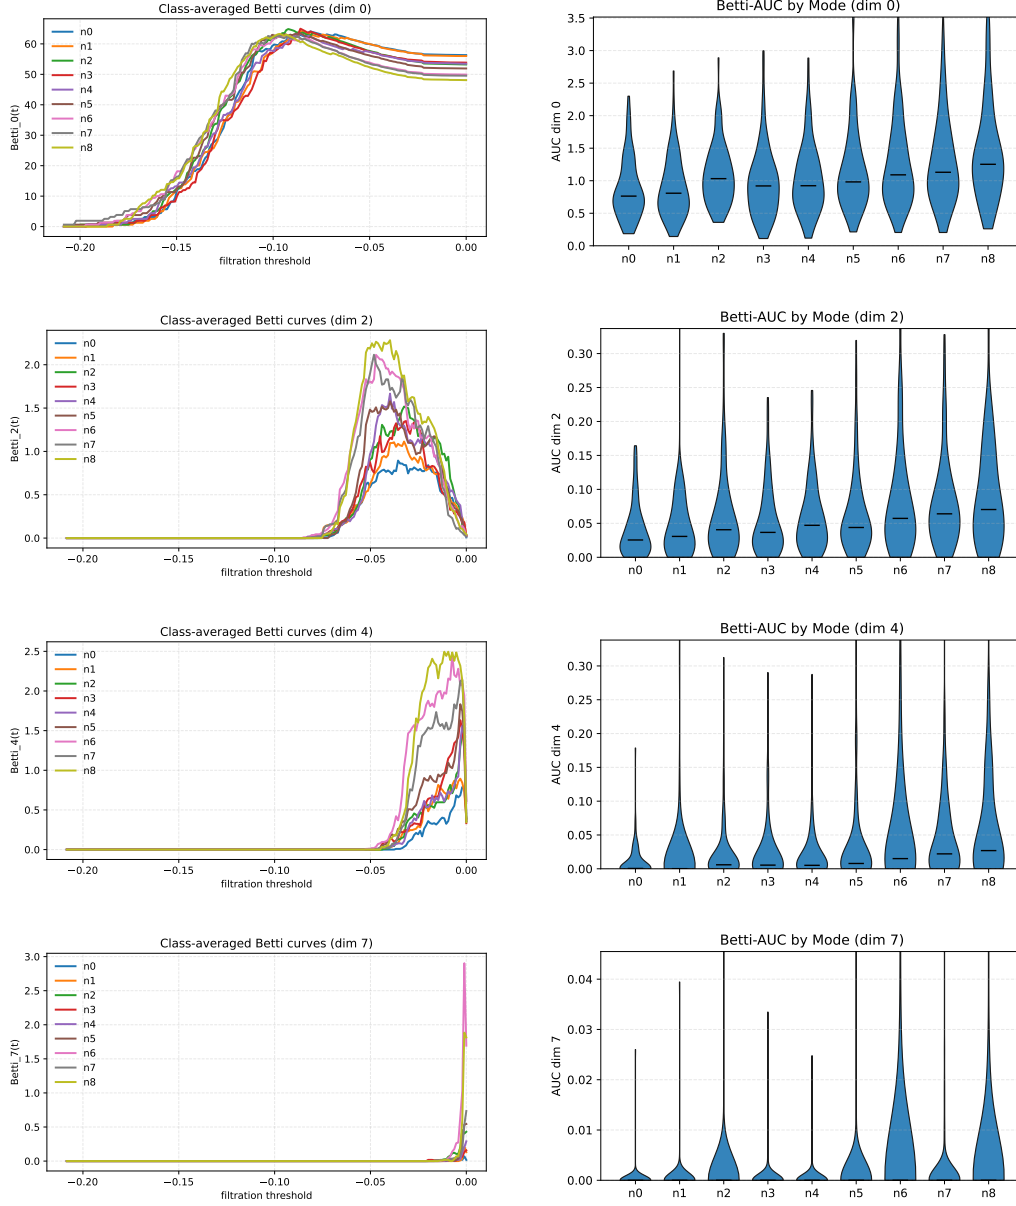 Class-averaged Betti curves (dim 0)
Betti_0(t)
60
50
40
30
20
10
0
n0
n1
n2
n3
n4
n5
n6
n7
n8
−0.20
−0.15
−0.10
−0.05
0.00
filtration threshold
Betti-AUC by Mode (dim 0)
AUC dim 0
3.5
3.0
2.5
2.0
1.5
1.0
0.5
0.0
n0
n1
n2
n3
n4
n5
n6
n7
n8
Class-averaged Betti curves (dim 2)
Betti_2(t)
2.0
1.5
1.0
0.5
0.0
n0
n1
n2
n3
n4
n5
n6
n7
n8
−0.20
−0.15
−0.10
−0.05
0.00
filtration threshold
Betti-AUC by Mode (dim 2)
AUC dim 2
0.30
0.25
0.20
0.15
0.10
0.05
0.00
n0
n1
n2
n3
n4
n5
n6
n7
n8
Class-averaged Betti curves (dim 4)
Betti_4(t)
2.5
2.0
1.5
1.0
0.5
0.0
n0
n1
n2
n3
n4
n5
n6
n7
n8
−0.20
−0.15
−0.10
−0.05
0.00
filtration threshold
Betti-AUC by Mode (dim 4)
AUC dim 4
0.30
0.25
0.20
0.15
0.10
0.05
0.00
n0
n1
n2
n3
n4
n5
n6
n7
n8
Class-averaged Betti curves (dim 7)
Betti_7(t)
3.0
2.5
2.0
1.5
1.0
0.5
0.0
n0
n1
n2
n3
n4
n5
n6
n7
n8
−0.20
−0.15
−0.10
−0.05
0.00
filtration threshold
Betti-AUC by Mode (dim 7)
AUC dim 7
0.04
0.03
0.02
0.01
0.00
n0
n1
n2
n3
n4
n5
n6
n7
n8